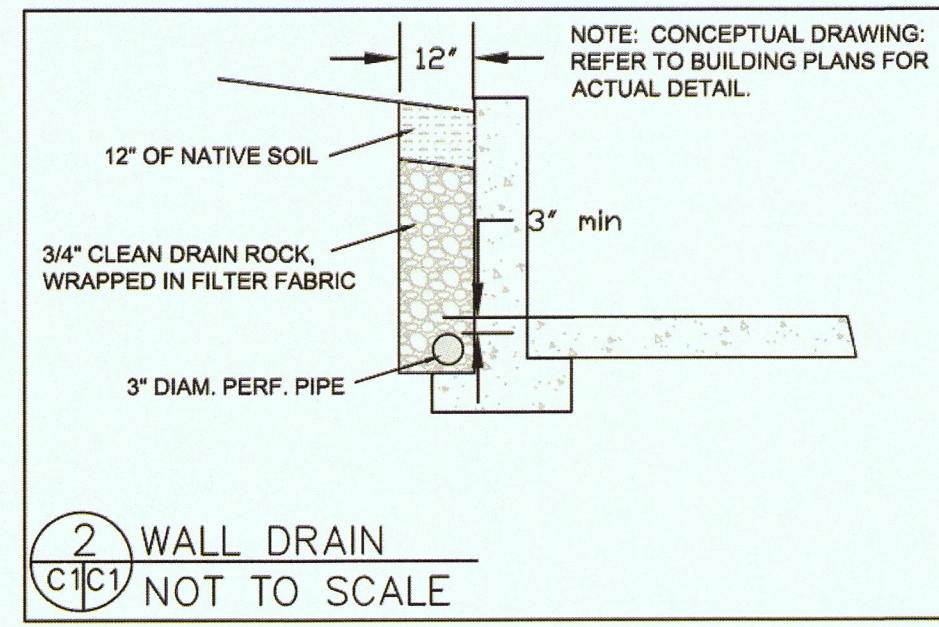 NOTE: CONCEPTUAL DRAWING:
REFER TO BUILDING PLANS FOR
ACTUAL DETAIL.
12"
12" OF NATIVE SOIL
3" min
3/4" CLEAN DRAIN ROCK,
WRAPPED IN FILTER FABRIC
3" DIAM. PERF. PIPE
2
WALL DRAIN
C1 C1
NOT TO SCALE